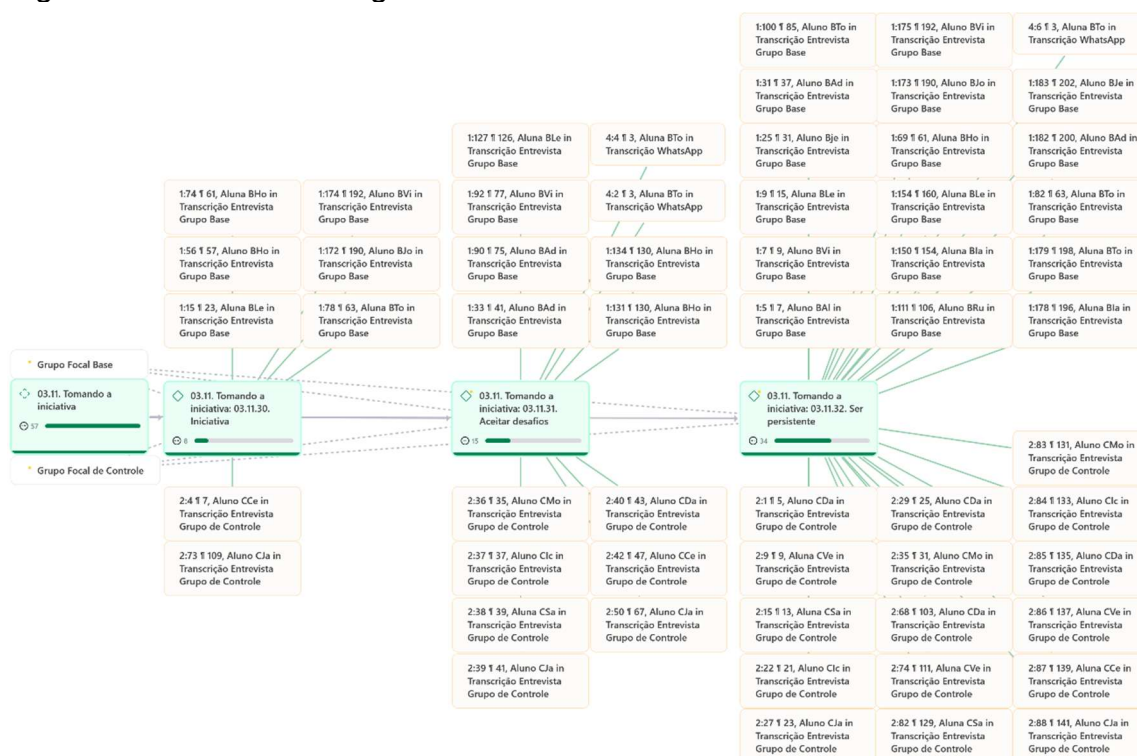 1:100 ¶ 85, Aluno BTo in
Transcrição Entrevista
Grupo Base
1:175 ¶ 192, Aluno BVi in
Transcrição Entrevista
Grupo Base
4:6 ¶ 3, Aluna BTo in
Transcrição WhatsApp
1:31 ¶ 37, Aluno BAd in
Transcrição Entrevista
Grupo Base
1:173 ¶ 190, Aluno BJo in
Transcrição Entrevista
Grupo Base
1:183 ¶ 202, Aluno BJe in
Transcrição Entrevista
Grupo Base
1:127 ¶ 126, Aluna BLe in
Transcrição Entrevista
Grupo Base
4:4 ¶ 3, Aluna BTo in
Transcrição WhatsApp
1:25 ¶ 31, Aluno Bje in
Transcrição Entrevista
Grupo Base
1:69 ¶ 61, Aluna BHo in
Transcrição Entrevista
Grupo Base
1:182 ¶ 200, Aluno BAd in
Transcrição Entrevista
Grupo Base
1:74 ¶ 61, Aluna BHo in
Transcrição Entrevista
Grupo Base
1:174 ¶ 192, Aluno BVi in
Transcrição Entrevista
Grupo Base
1:92 ¶ 77, Aluno BVi in
Transcrição Entrevista
Grupo Base
4:2 ¶ 3, Aluna BTo in
Transcrição WhatsApp
1:9 ¶ 15, Aluna BLe in
Transcrição Entrevista
Grupo Base
1:154 ¶ 160, Aluna BLe in
Transcrição Entrevista
Grupo Base
1:82 ¶ 63, Aluna BTo in
Transcrição Entrevista
Grupo Base
1:56 ¶ 57, Aluno BHo in
Transcrição Entrevista
Grupo Base
1:172 ¶ 190, Aluno BJo in
Transcrição Entrevista
Grupo Base
1:90 ¶ 75, Aluno BAd in
Transcrição Entrevista
Grupo Base
1:134 ¶ 130, Aluna BHo in
Transcrição Entrevista
Grupo Base
1:7 ¶ 9, Aluno BVi in
Transcrição Entrevista
Grupo Base
1:150 ¶ 154, Aluna BIa in
Transcrição Entrevista
Grupo Base
1:179 ¶ 198, Aluna BTo in
Transcrição Entrevista
Grupo Base
1:15 ¶ 23, Aluna BLe in
Transcrição Entrevista
Grupo Base
1:78 ¶ 63, Aluno BTo in
Transcrição Entrevista
Grupo Base
1:33 ¶ 41, Aluno BAd in
Transcrição Entrevista
Grupo Base
1:131 ¶ 130, Aluno BHo in
Transcrição Entrevista
Grupo Base
1:5 ¶ 7, Aluno BAl in
Transcrição Entrevista
Grupo Base
1:111 ¶ 106, Aluno BRu in
Transcrição Entrevista
Grupo Base
1:178 ¶ 196, Aluna BIa in
Transcrição Entrevista
Grupo Base
Grupo Focal Base
03.11. Tomando a
iniciativa
57
03.11. Tomando a
iniciativa: 03.11.30.
Iniciativa
8
03.11. Tomando a
iniciativa: 03.11.31.
Aceitar desafios
15
03.11. Tomando a
iniciativa: 03.11.32. Ser
persistente
34
Grupo Focal de Controle
2:83 ¶ 131, Aluno CMo in
Transcrição Entrevista
Grupo de Controle
2:4 ¶ 7, Aluno CCe in
Transcrição Entrevista
Grupo de Controle
2:36 ¶ 35, Aluno CMo in
Transcrição Entrevista
Grupo de Controle
2:40 ¶ 43, Aluno CDa in
Transcrição Entrevista
Grupo de Controle
2:1 ¶ 5, Aluno CDa in
Transcrição Entrevista
Grupo de Controle
2:29 ¶ 25, Aluno CDa in
Transcrição Entrevista
Grupo de Controle
2:84 ¶ 133, Aluno CIc in
Transcrição Entrevista
Grupo de Controle
2:73 ¶ 109, Aluno CJa in
Transcrição Entrevista
Grupo de Controle
2:37 ¶ 37, Aluno CIc in
Transcrição Entrevista
Grupo de Controle
2:42 ¶ 47, Aluno CCe in
Transcrição Entrevista
Grupo de Controle
2:9 ¶ 9, Aluna CVe in
Transcrição Entrevista
Grupo de Controle
2:35 ¶ 31, Aluno CMo in
Transcrição Entrevista
Grupo de Controle
2:85 ¶ 135, Aluno CDa in
Transcrição Entrevista
Grupo de Controle
2:38 ¶ 39, Aluno CSa in
Transcrição Entrevista
Grupo de Controle
2:50 ¶ 67, Aluno CJa in
Transcrição Entrevista
Grupo de Controle
2:15 ¶ 13, Aluna CSa in
Transcrição Entrevista
Grupo de Controle
2:68 ¶ 103, Aluno CDa in
Transcrição Entrevista
Grupo de Controle
2:86 ¶ 137, Aluna CVe in
Transcrição Entrevista
Grupo de Controle
2:39 ¶ 41, Aluno CJa in
Transcrição Entrevista
Grupo de Controle
2:22 ¶ 21, Aluno CIc in
Transcrição Entrevista
Grupo de Controle
2:74 ¶ 111, Aluna CVe in
Transcrição Entrevista
Grupo de Controle
2:87 ¶ 139, Aluna CCe in
Transcrição Entrevista
Grupo de Controle
2:27 ¶ 23, Aluno CJa in
Transcrição Entrevista
Grupo de Controle
2:82 ¶ 129, Aluna CSa in
Transcrição Entrevista
Grupo de Controle
2:88 ¶ 141, Aluno CJa in
Transcrição Entrevista
Grupo de Controle